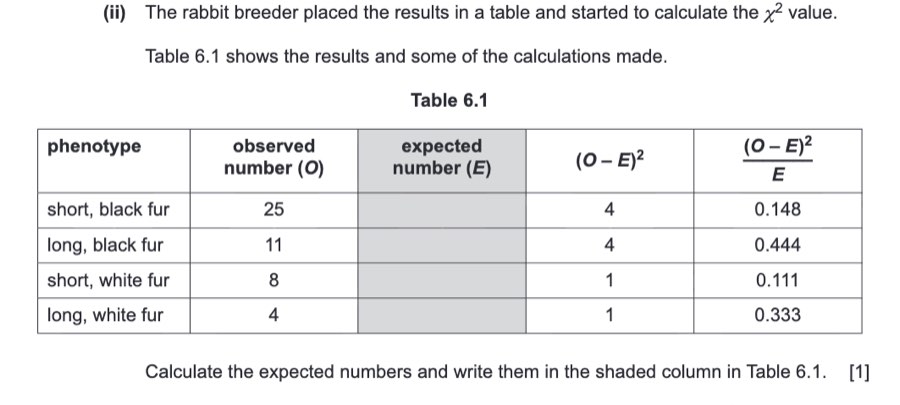 (ii) The rabbit breeder placed the results in a table and started to calculate the χ² value.
Table 6.1 shows the results and some of the calculations made.
Table 6.1
phenotype | observed number (O) | expected number (E) | (O – E)² | (O – E)² / E
short, black fur | 25 | | 4 | 0.148
long, black fur | 11 | | 4 | 0.444
short, white fur | 8 | | 1 | 0.111
long, white fur | 4 | | 1 | 0.333
Calculate the expected numbers and write them in the shaded column in Table 6.1. [1]